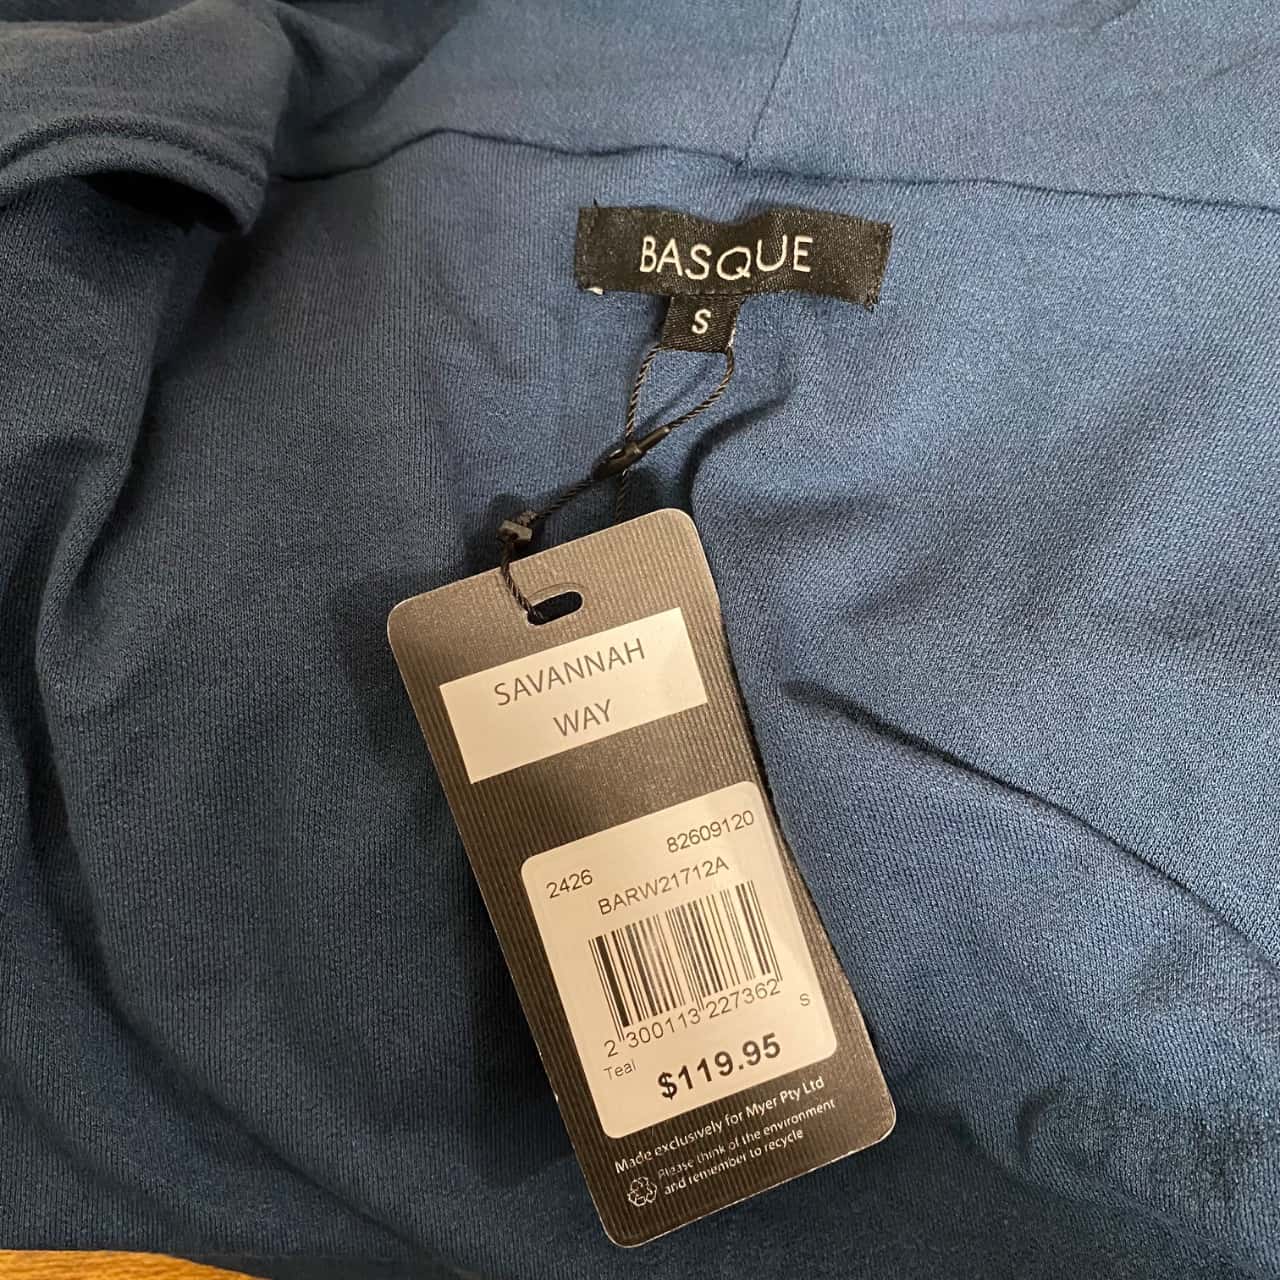 BASQUE
S
SAVANNAH
WAY
82609120
2426
BARW21712A
2 300113 227362
S
Teal
$119.95
Made exclusively for Myer Pty Ltd
Please think of the environment
and remember to recycle